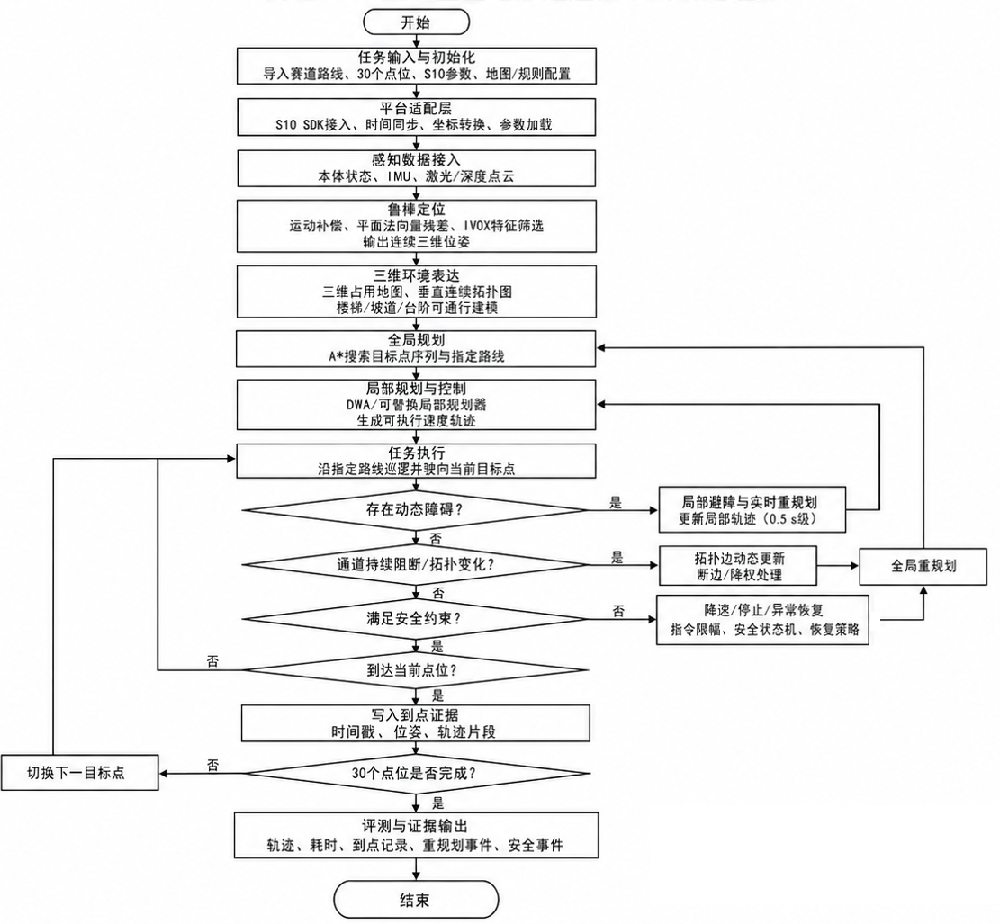 开始
任务输入与初始化
导入赛道路线、30个点位、S10参数、地图/规则配置
平台适配层
S10 SDK接入、时间同步、坐标转换、参数加载
感知数据接入
本体状态、IMU、激光/深度点云
鲁棒定位
运动补偿、平面法向量残差、IVOX特征筛选
输出连续三维位姿
三维环境表达
三维占用地图、垂直连续拓扑图
楼梯/坡道/台阶可通行建模
全局规划
A*搜索目标点序列与指定路线
局部规划与控制
DWA/可替换局部规划器
生成可执行速度轨迹
任务执行
沿指定路线巡逻并驶向当前目标点
存在动态障碍？
是
局部避障与实时重规划
更新局部轨迹（0.5 s级）
否
通道持续阻断/拓扑变化？
是
拓扑边动态更新
断边/降权处理
全局重规划
否
满足安全约束？
否
降速/停止/异常恢复
指令限幅、安全状态机、恢复策略
是
否
到达当前点位？
是
写入到点证据
时间戳、位姿、轨迹片段
切换下一目标点
否
30个点位是否完成？
是
评测与证据输出
轨迹、耗时、到点记录、重规划事件、安全事件
结束